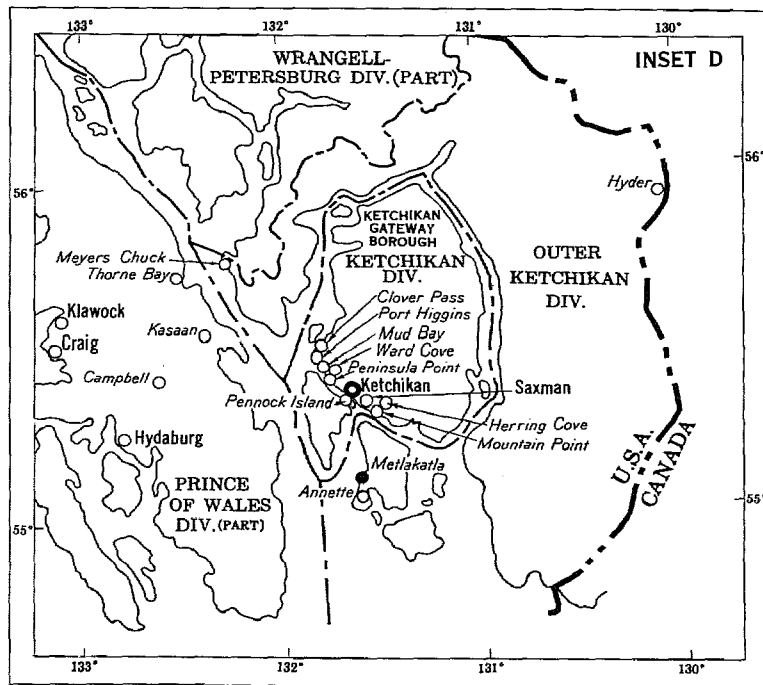 133°
132°
131°
130°
WRANGELL-
PETERSBURG DIV. (PART)
INSET D
56°
56°
Hyder
KETCHIKAN
GATEWAY
BOROUGH
KETCHIKAN
DIV.
OUTER
KETCHIKAN
DIV.
Meyers Chuck
Thorne Bay
Clover Pass
Port Higgins
Mud Bay
Ward Cove
Peninsula Point
Klawock
Craig
Kasaan
Campbell
Ketchikan
Saxman
Pennock Island
Herring Cove
Mountain Point
Hydaburg
Metlakatla
Annette
U.S.A.
CANADA
PRINCE
OF WALES
DIV. (PART)
55°
55°
133°
132°
131°
130°